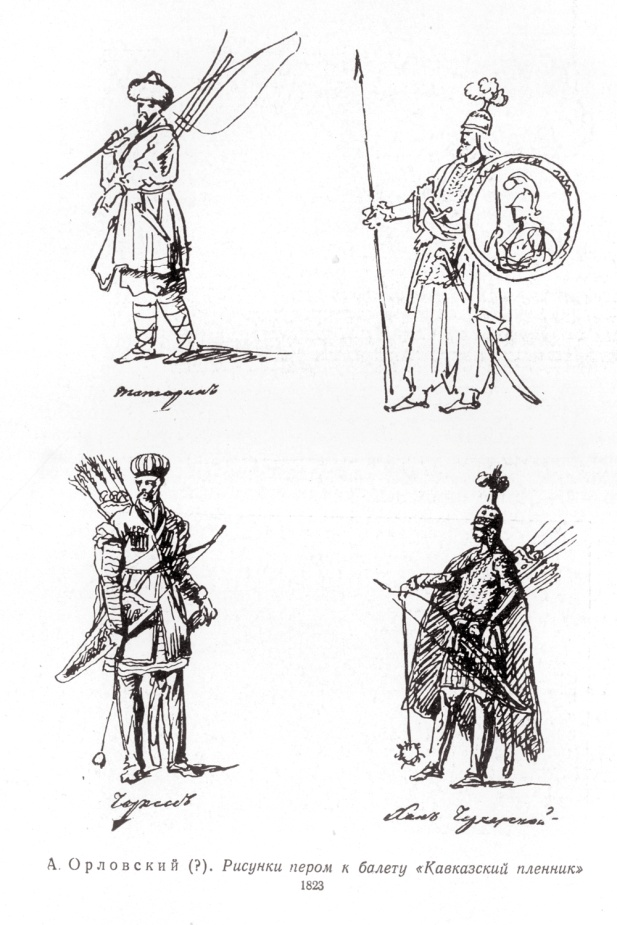 Татаринъ
Черкесъ
Ханъ
А. Орловский (?). Рисунки пером к балету «Кавказский пленник»
1823